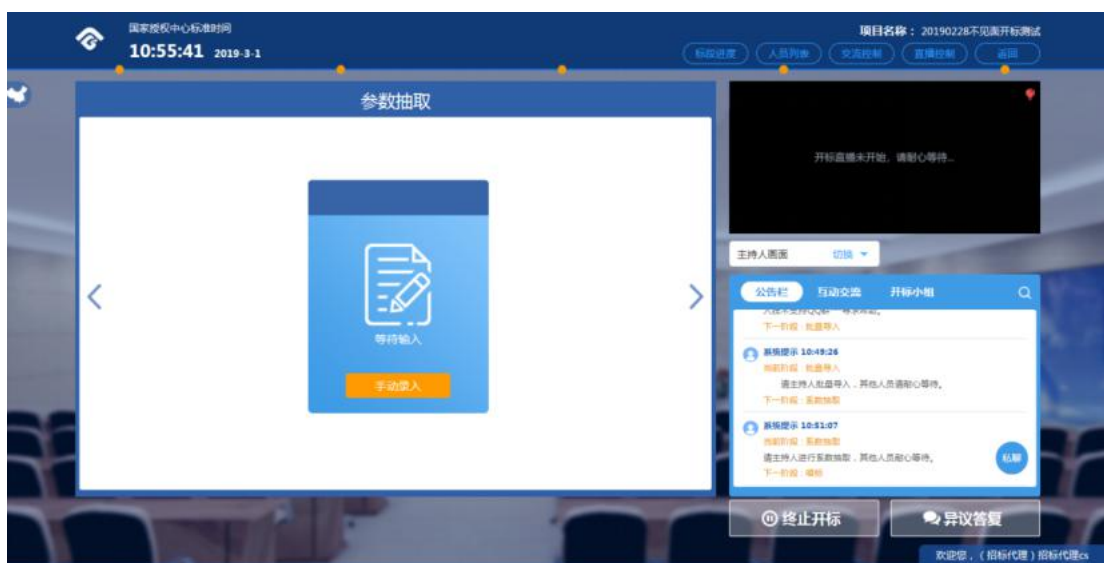 国家授权中心标准时间
10:55:41 2019-3-1
项目名称： 20190228不见面开标测试
标段进度
人员列表
交流控制
直播控制
返回
参数抽取
等待输入
手动录入
开标直播未开始，请耐心等待...
主持人画面 切换
公告栏 互动交流 开标小组
下一阶段：批量导入
系统提示 10:49:26
当前阶段：批量导入
请主持人批量导入，其他人员请耐心等待。
下一阶段：系数抽取
系统提示 10:51:07
当前阶段：系数抽取
请主持人进行系数抽取，其他人员耐心等待。
下一阶段：唱标
私聊
终止开标
异议答复
欢迎您，（招标代理）招标代理cs